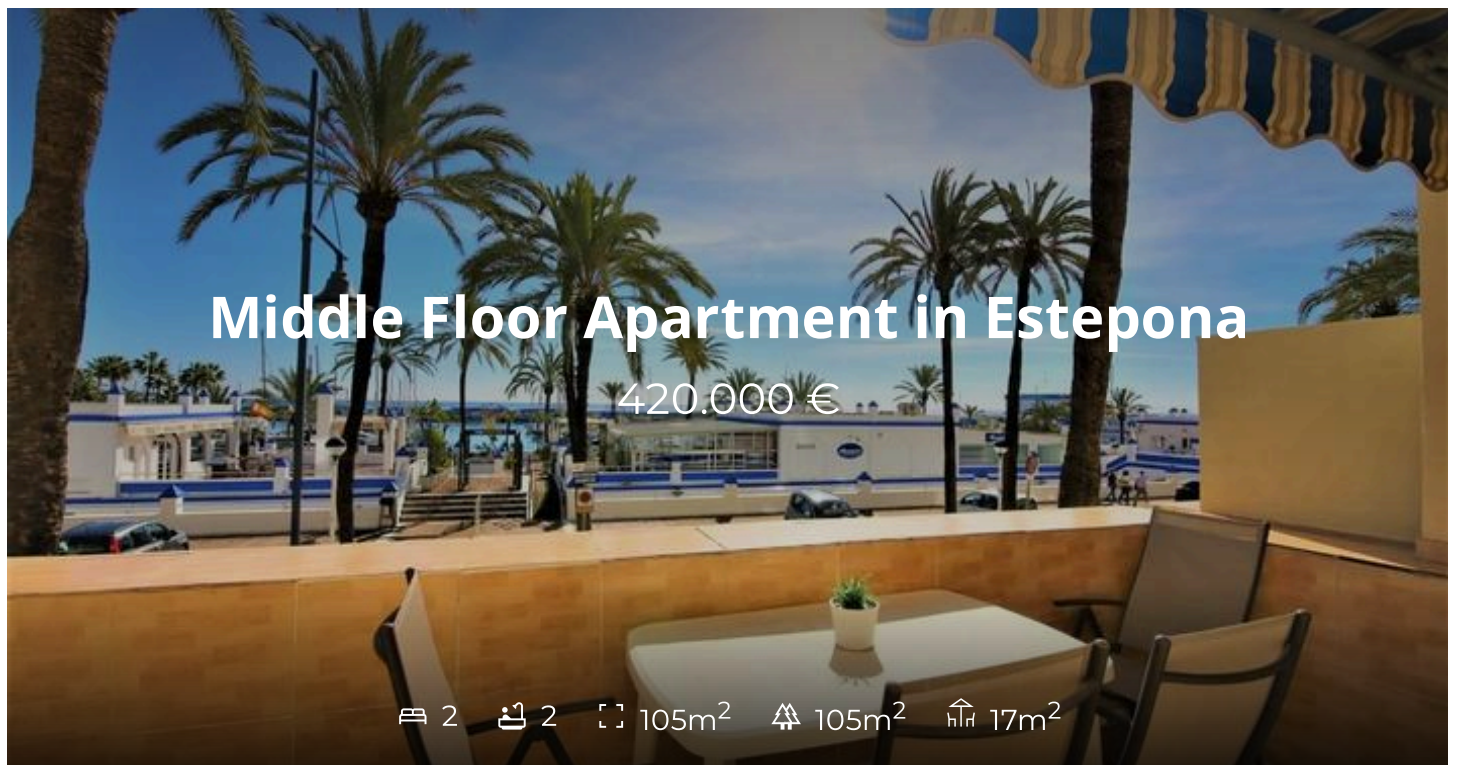 Middle Floor Apartment in Estepona
420.000 €
2 2 105m² 105m² 17m²